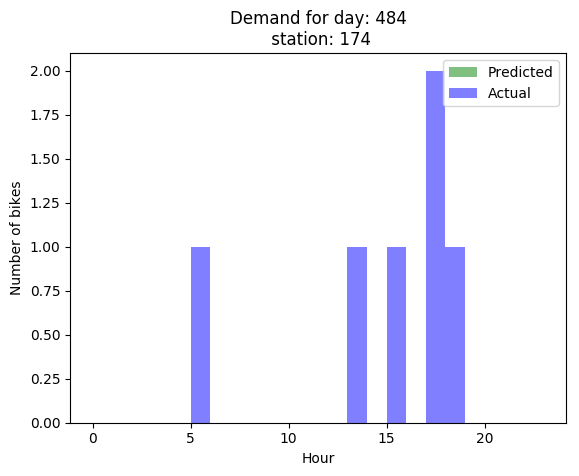 Demand for day: 484
station: 174
Predicted
Actual
Number of bikes
2.00
1.75
1.50
1.25
1.00
0.75
0.50
0.25
0.00
0 5 10 15 20
Hour